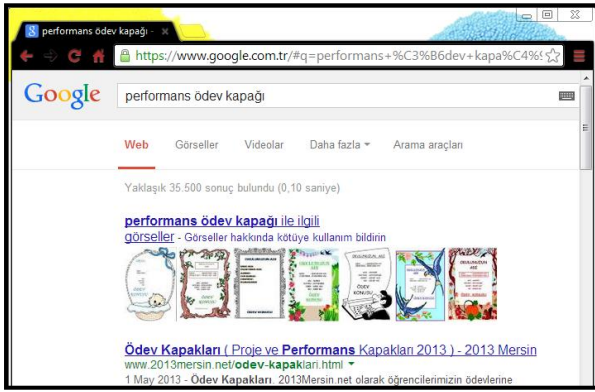 performans ödev kapağı -
https://www.google.com.tr/#q=performans+%C3%B6dev+kapa%C4%9
Google
performans ödev kapağı
Web Görseller Videolar Daha fazla Arama araçları
Yaklaşık 35.500 sonuç bulundu (0,10 saniye)
performans ödev kapağı ile ilgili
görseller - Görseller hakkında kötüye kullanım bildirin
ÖDEV
KONUSU
Ödev Kapakları ( Proje ve Performans Kapakları 2013 ) - 2013 Mersin
www.2013mersin.net/odev-kapaklari.html
1 May 2013 - Ödev Kapakları. 2013Mersin.net olarak öğrencilerimizin ödevlerine